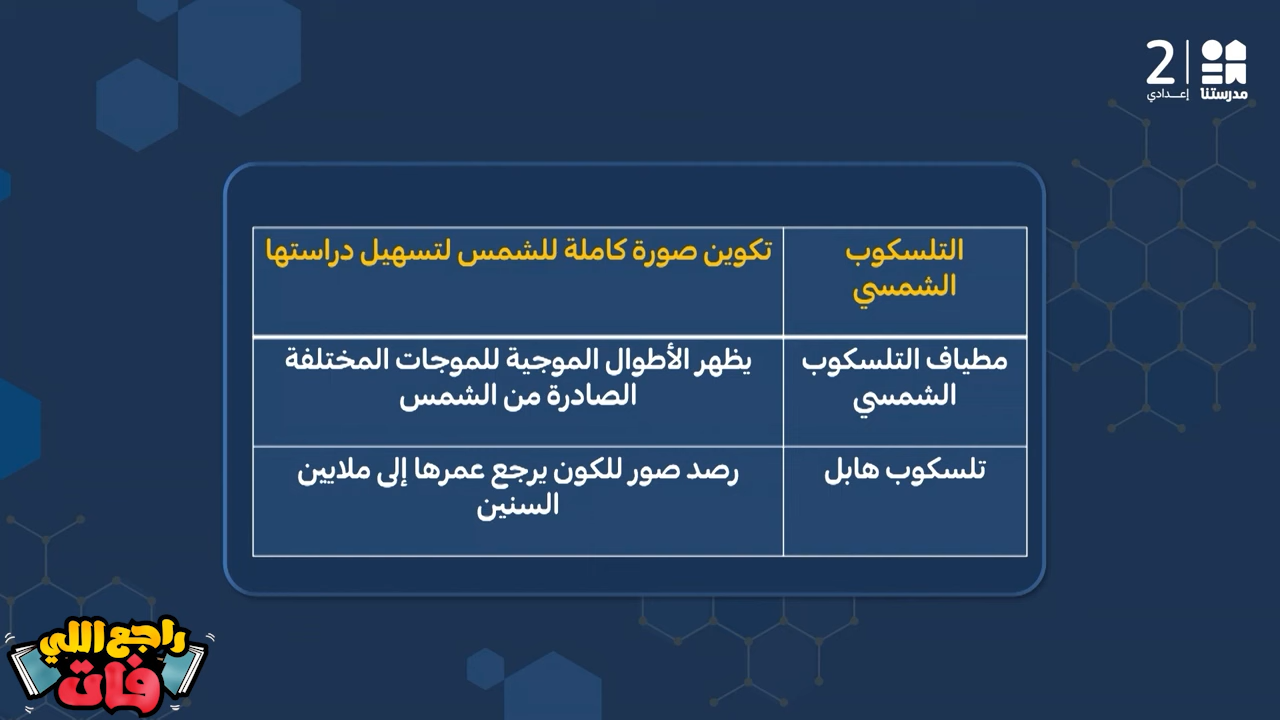 2
إعدادي
مدرستنا
التلسكوب
الشمسي
تكوين صورة كاملة للشمس لتسهيل دراستها
مطياف التلسكوب
الشمسي
يظهر الأطوال الموجية للموجات المختلفة
الصادرة من الشمس
تلسكوب هابل
رصد صور للكون يرجع عمرها إلى ملايين
السنين
راجع اللي
فات